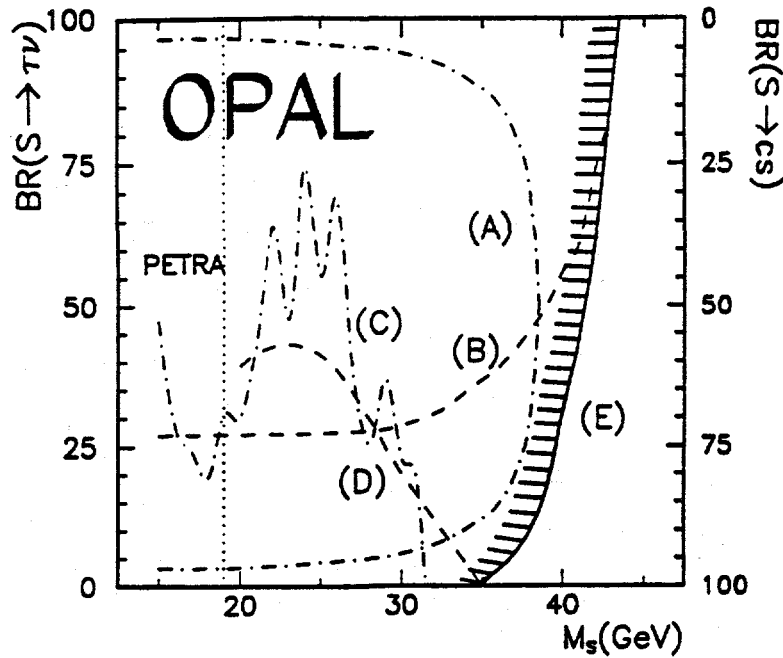 100
75
50
25
0
BR(S→τν)
OPAL
PETRA
(A)
(B)
(C)
(D)
(E)
0
25
50
75
100
BR(S→cs)
20
30
40
M_s(GeV)